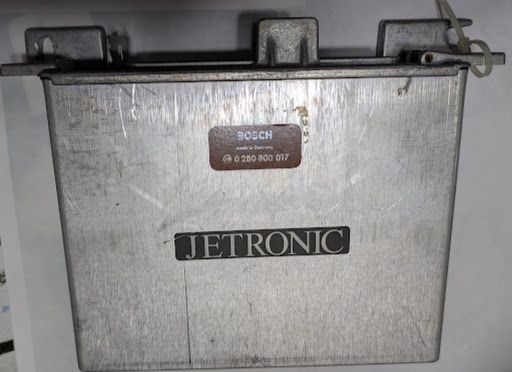 BOSCH
made in Germany
0 280 800 017
JETRONIC